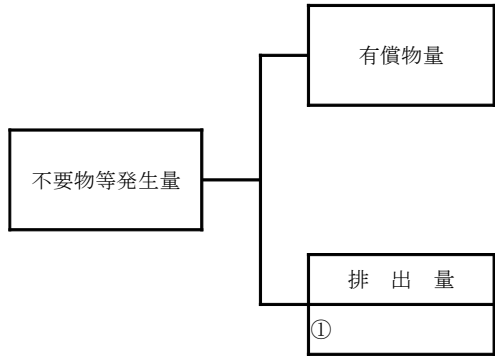 有償物量
不要物等発生量
排出量
①